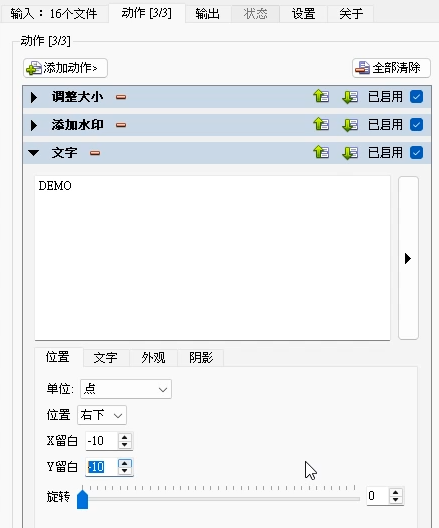 输入：16个文件 动作 [3/3] 输出 状态 设置 关于
动作 [3/3]
添加动作> 全部清除
调整大小 已启用
添加水印 已启用
文字 已启用
DEMO
位置 文字 外观 阴影
单位: 点
位置 右下
X留白 -10
Y留白 -10
旋转 0